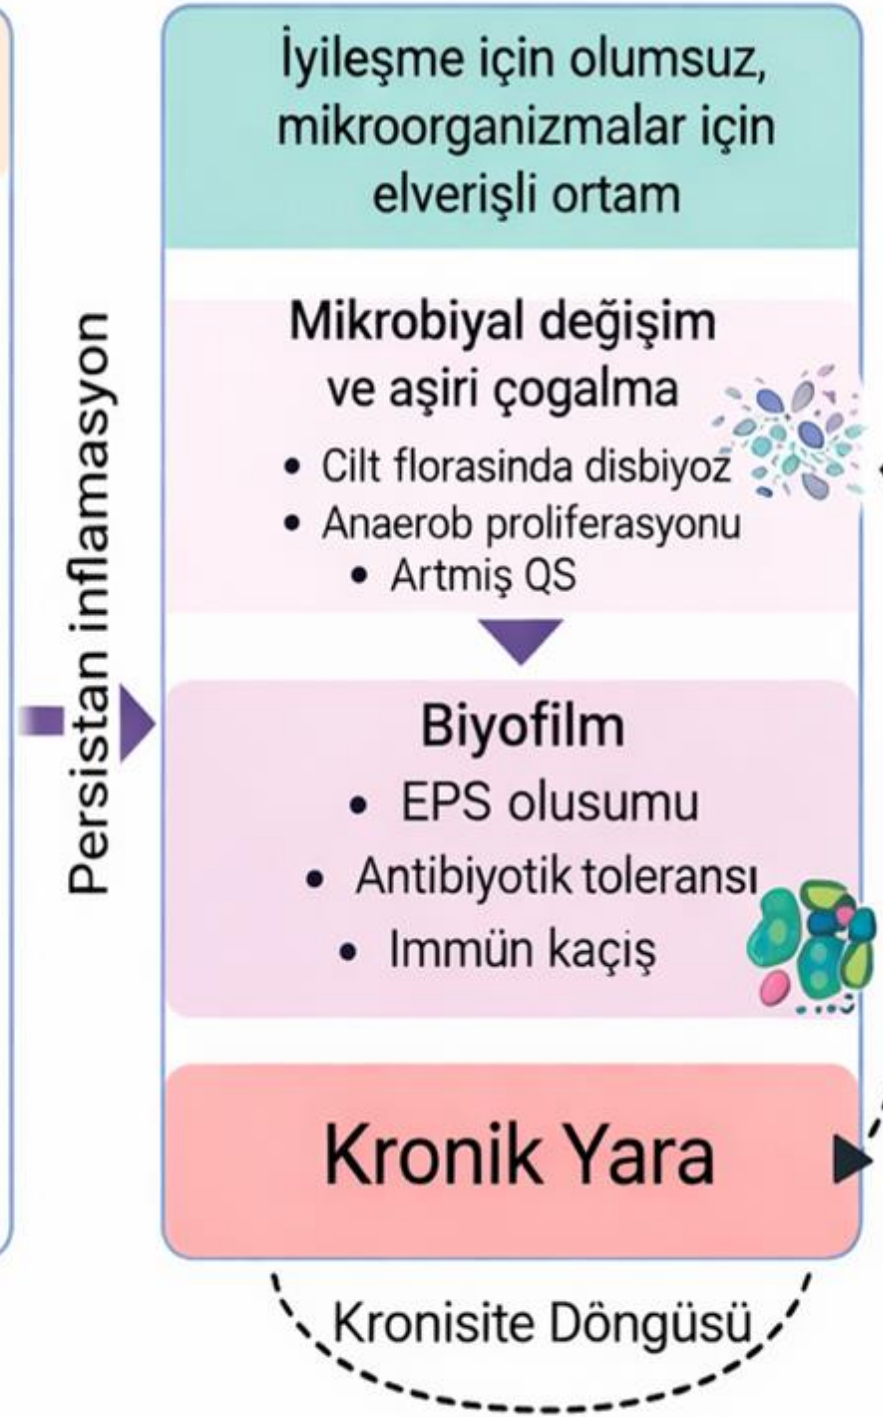 İyileşme için olumsuz,
mikroorganizmalar için
elverişli ortam
Persistan inflamasyon
Mikrobiyal değişim
ve aşiri çogalma
• Cilt florasinda disbiyoz
• Anaerob proliferasyonu
• Artmiş QS
Biyofilm
• EPS olusumu
• Antibiyotik toleransı
• Immün kaçiş
Kronik Yara
Kronisite Döngüsü